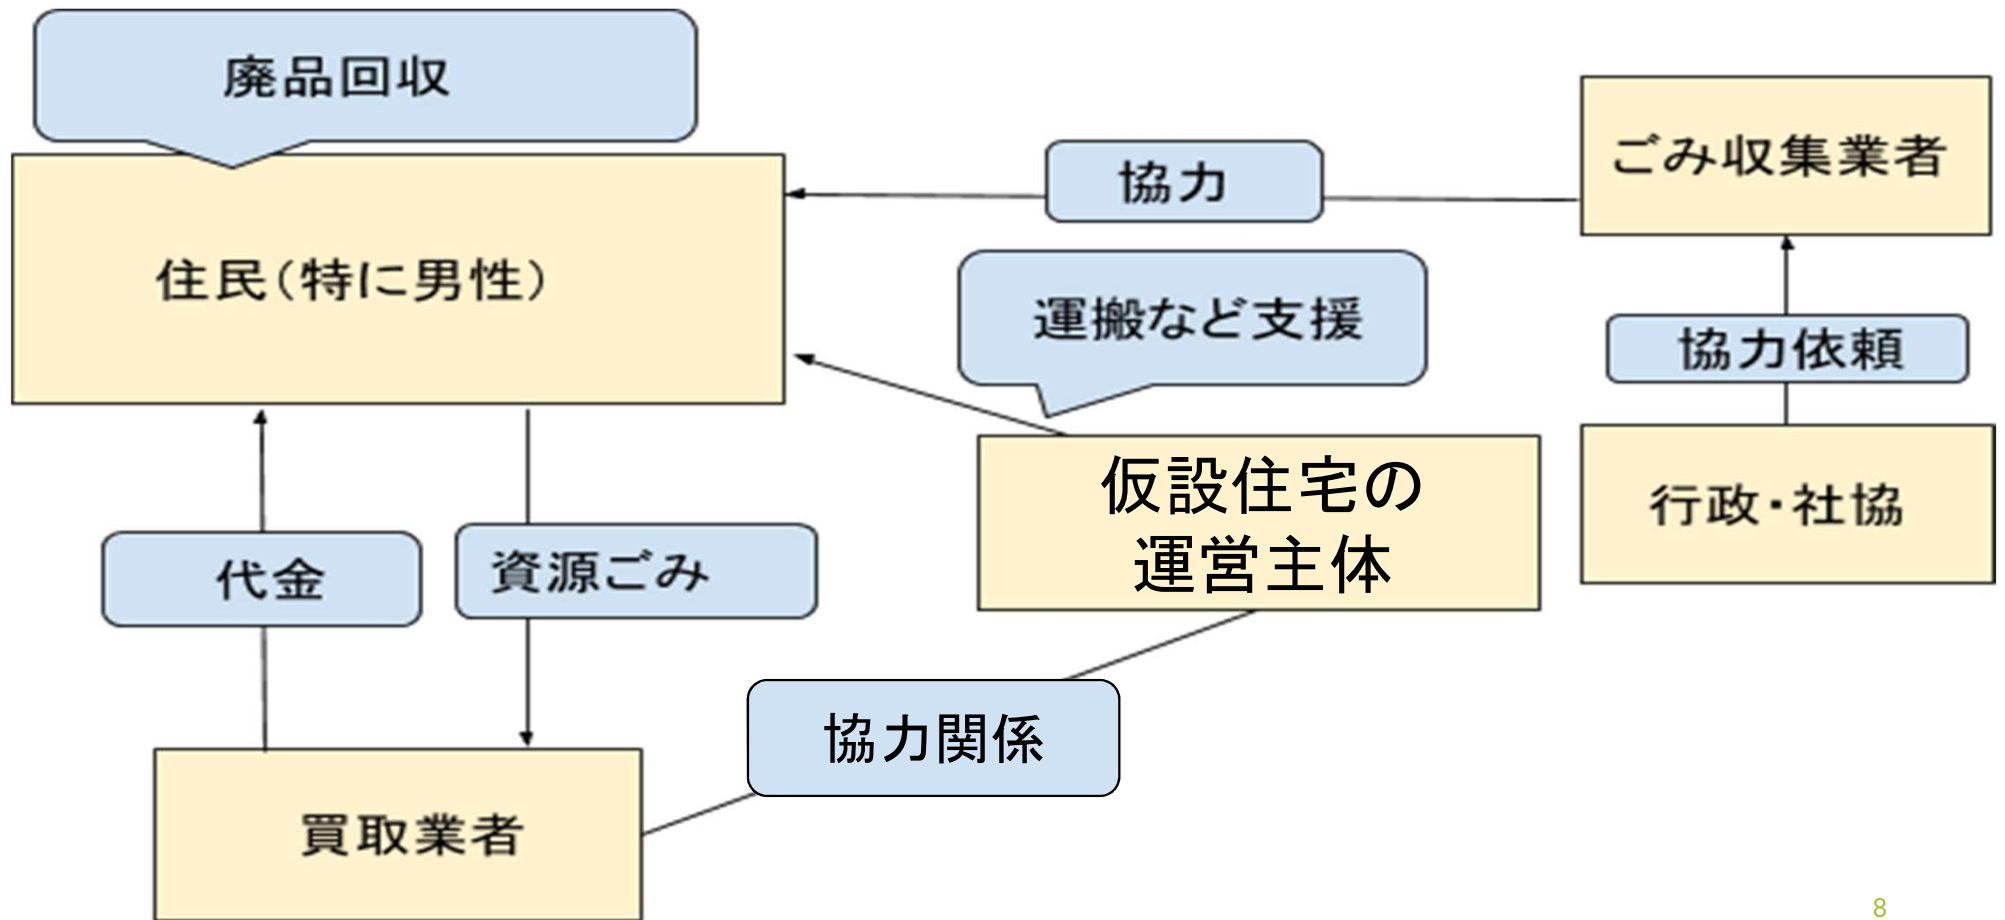 廃品回収
ごみ収集業者
協力
住民(特に男性)
運搬など支援
協力依頼
仮設住宅の
運営主体
行政・社協
代金
資源ごみ
協力関係
買取業者
8